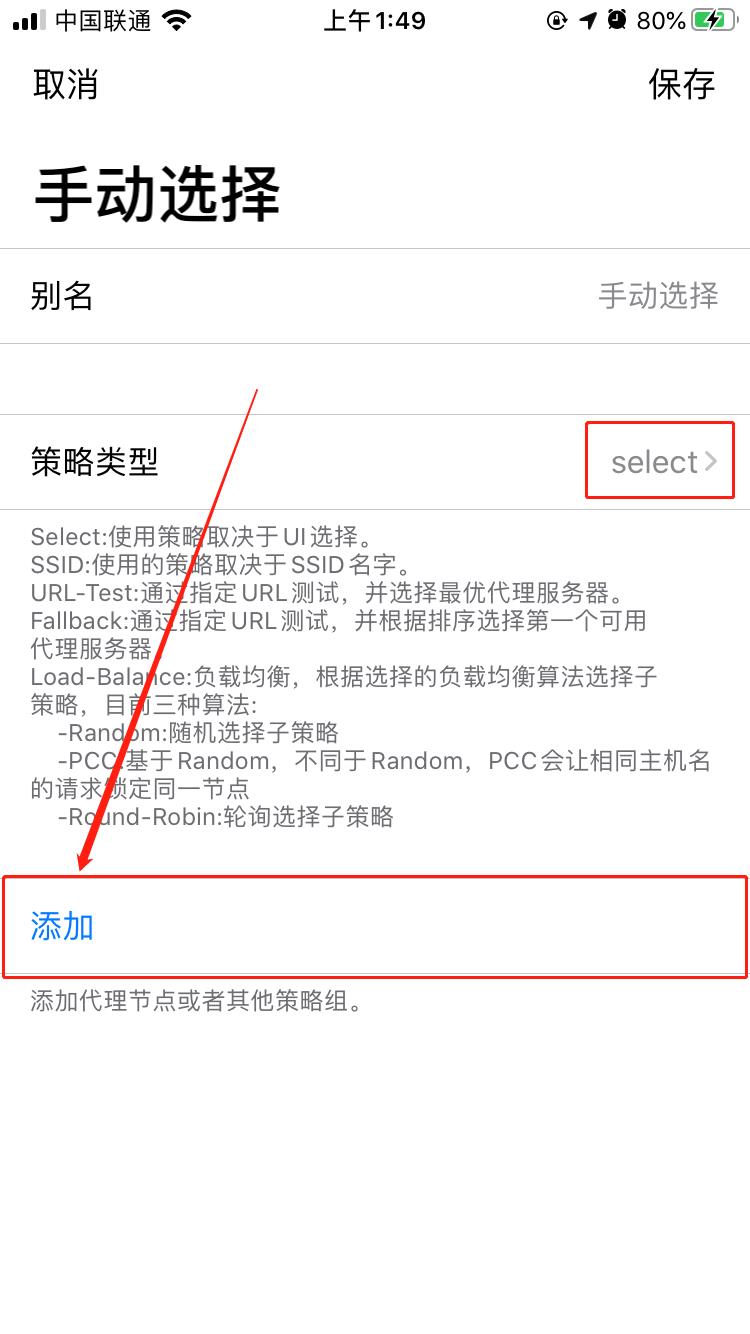 中国联通
上午1:49
80%
取消
保存
手动选择
别名
手动选择
策略类型
select
Select:使用策略取决于UI选择。
SSID:使用的策略取决于SSID名字。
URL-Test:通过指定URL测试，并选择最优代理服务器。
Fallback:通过指定URL测试，并根据排序选择第一个可用
代理服务器。
Load-Balance:负载均衡，根据选择的负载均衡算法选择子
策略，目前三种算法:
-Random:随机选择子策略
-PCC:基于Random，不同于Random，PCC会让相同主机名
的请求锁定同一节点
-Round-Robin:轮询选择子策略
添加
添加代理节点或者其他策略组。